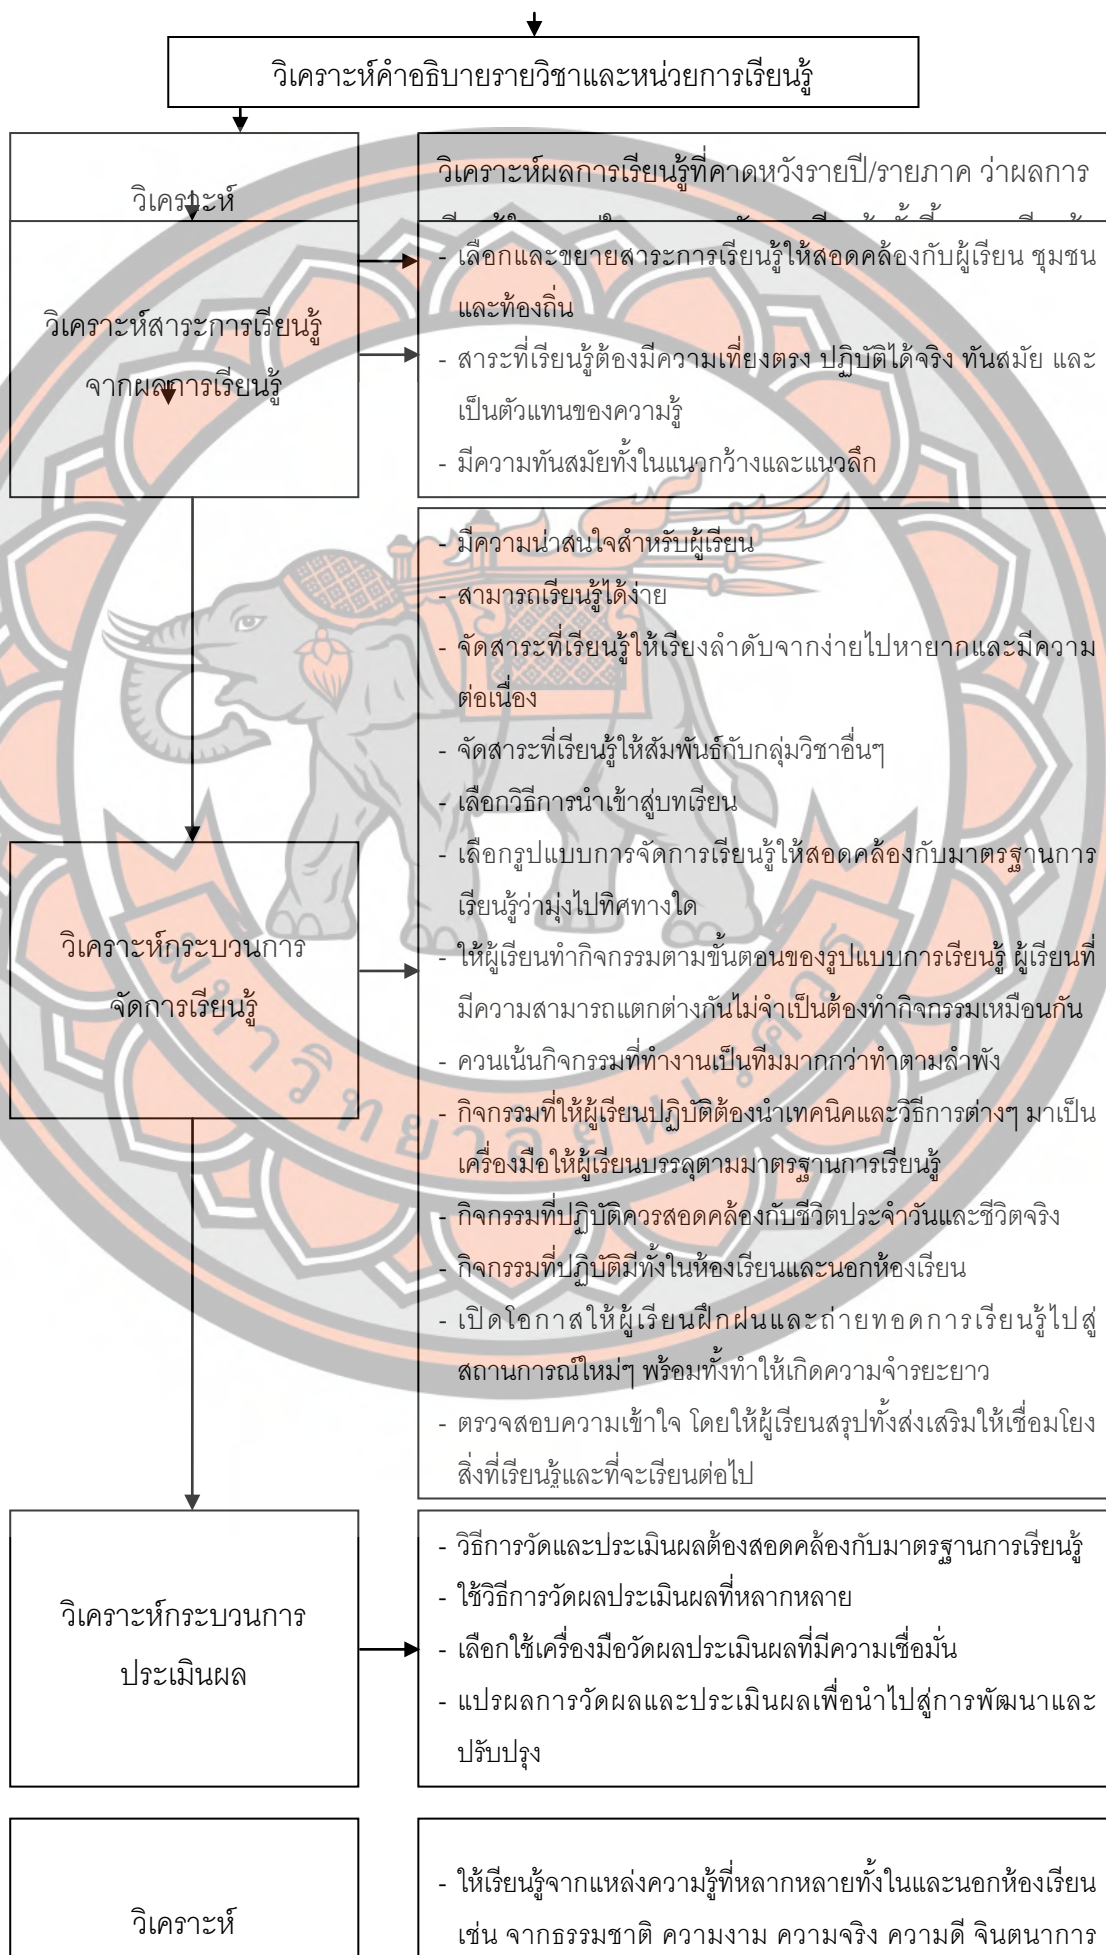 วิเคราะห์คำอธิบายรายวิชาและหน่วยการเรียนรู้
วิเคราะห์
วิเคราะห์ผลการเรียนรู้ที่คาดหวังรายปี/รายภาค ว่าผลการ
วิเคราะห์สาระการเรียนรู้
จากผลการเรียนรู้
- เลือกและขยายสาระการเรียนรู้ให้สอดคล้องกับผู้เรียน ชุมชน
และท้องถิ่น
- สาระที่เรียนรู้ต้องมีความเที่ยงตรง ปฏิบัติได้จริง ทันสมัย และ
เป็นตัวแทนของความรู้
- มีความทันสมัยทั้งในแนวกว้างและแนวลึก
วิเคราะห์กระบวนการ
จัดการเรียนรู้
- มีความน่าสนใจสำหรับผู้เรียน
- สามารถเรียนรู้ได้ง่าย
- จัดสาระที่เรียนรู้ให้เรียงลำดับจากง่ายไปหายากและมีความ
ต่อเนื่อง
- จัดสาระที่เรียนรู้ให้สัมพันธ์กับกลุ่มวิชาอื่นๆ
- เลือกวิธีการนำเข้าสู่บทเรียน
- เลือกรูปแบบการจัดการเรียนรู้ให้สอดคล้องกับมาตรฐานการ
เรียนรู้ว่ามุ่งไปทิศทางใด
- ให้ผู้เรียนทำกิจกรรมตามขั้นตอนของรูปแบบการเรียนรู้ ผู้เรียนที่
มีความสามารถแตกต่างกันไม่จำเป็นต้องทำกิจกรรมเหมือนกัน
- ควนเน้นกิจกรรมที่ทำงานเป็นทีมมากกว่าทำตามลำพัง
- กิจกรรมที่ให้ผู้เรียนปฏิบัติต้องนำเทคนิคและวิธีการต่างๆ มาเป็น
เครื่องมือให้ผู้เรียนบรรลุตามมาตรฐานการเรียนรู้
- กิจกรรมที่ปฏิบัติควรสอดคล้องกับชีวิตประจำวันและชีวิตจริง
- กิจกรรมที่ปฏิบัติมีทั้งในห้องเรียนและนอกห้องเรียน
- เปิดโอกาสให้ผู้เรียนฝึกฝนและถ่ายทอดการเรียนรู้ไปสู่
สถานการณ์ใหม่ๆ พร้อมทั้งทำให้เกิดความจำระยะยาว
- ตรวจสอบความเข้าใจ โดยให้ผู้เรียนสรุปทั้งส่งเสริมให้เชื่อมโยง
สิ่งที่เรียนรู้และที่จะเรียนต่อไป
มหาวิทยาลัยนเรศวร
วิเคราะห์กระบวนการ
ประเมินผล
- วิธีการวัดและประเมินผลต้องสอดคล้องกับมาตรฐานการเรียนรู้
- ใช้วิธีการวัดผลประเมินผลที่หลากหลาย
- เลือกใช้เครื่องมือวัดผลประเมินผลที่มีความเชื่อมั่น
- แปรผลการวัดผลและประเมินผลเพื่อนำไปสู่การพัฒนาและ
ปรับปรุง
วิเคราะห์
- ให้เรียนรู้จากแหล่งความรู้ที่หลากหลายทั้งในและนอกห้องเรียน
เช่น จากธรรมชาติ ความงาม ความจริง ความดี จินตนาการ